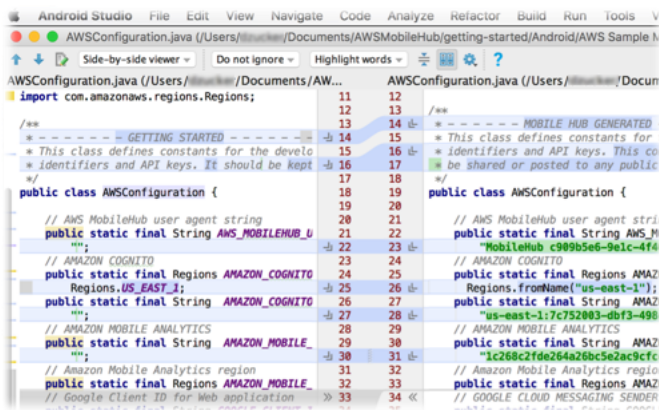 Android Studio File Edit View Navigate Code Analyze Refactor Build Run Tools
AWSConfiguration.java (/Users/ /Documents/AWSMobileHub/getting-started/Android/AWS Sample
Side-by-side viewer Do not ignore Highlight words ?
AWSConfiguration.java (/Users/ /Documents/AW... AWSConfiguration.java (/Users/
import com.amazonaws.regions.Regions; 11 12
12 13 /**
/** 13 14 * - - - - - - - MOBILE HUB GENERATED
* - - - - - - - GETTING STARTED - - - - - - - 14 15 * This class defines constants for
* This class defines constants for the develo 15 16 * identifiers and API keys. This co
* identifiers and API keys. It should be kept 16 17 * be shared or posted to any public
*/ 17 18 */
public class AWSConfiguration { 18 19 public class AWSConfiguration {
19 20
// AWS MobileHub user agent string 20 21 // AWS MobileHub user agent stri
public static final String AWS_MOBILEHUB_U 21 22 public static final String AWS_M
""; 22 23 "MobileHub c909b5e6-9e1c-4f4
// AMAZON COGNITO 23 24 // AMAZON COGNITO
public static final Regions AMAZON_COGNITO 24 25 public static final Regions AMAZ
Regions.US_EAST_1; 25 26 Regions.fromName("us-east-1");
public static final String AMAZON_COGNITO 26 27 public static final String AMAZ
""; 27 28 "us-east-1:7c752003-dbf3-498
// AMAZON MOBILE ANALYTICS 28 29 // AMAZON MOBILE ANALYTICS
public static final String AMAZON_MOBILE_ 29 30 public static final String AMAZ
""; 30 31 "1c268c2fde264a26bc5e2ac9cfc
// Amazon Mobile Analytics region 31 32 // Amazon Mobile Analytics regio
public static final Regions AMAZON_MOBILE_ 32 33 public static final Regions AMAZ
// Google Client ID for Web application >> 33 34 << // GOOGLE CLOUD MESSAGING SENDER